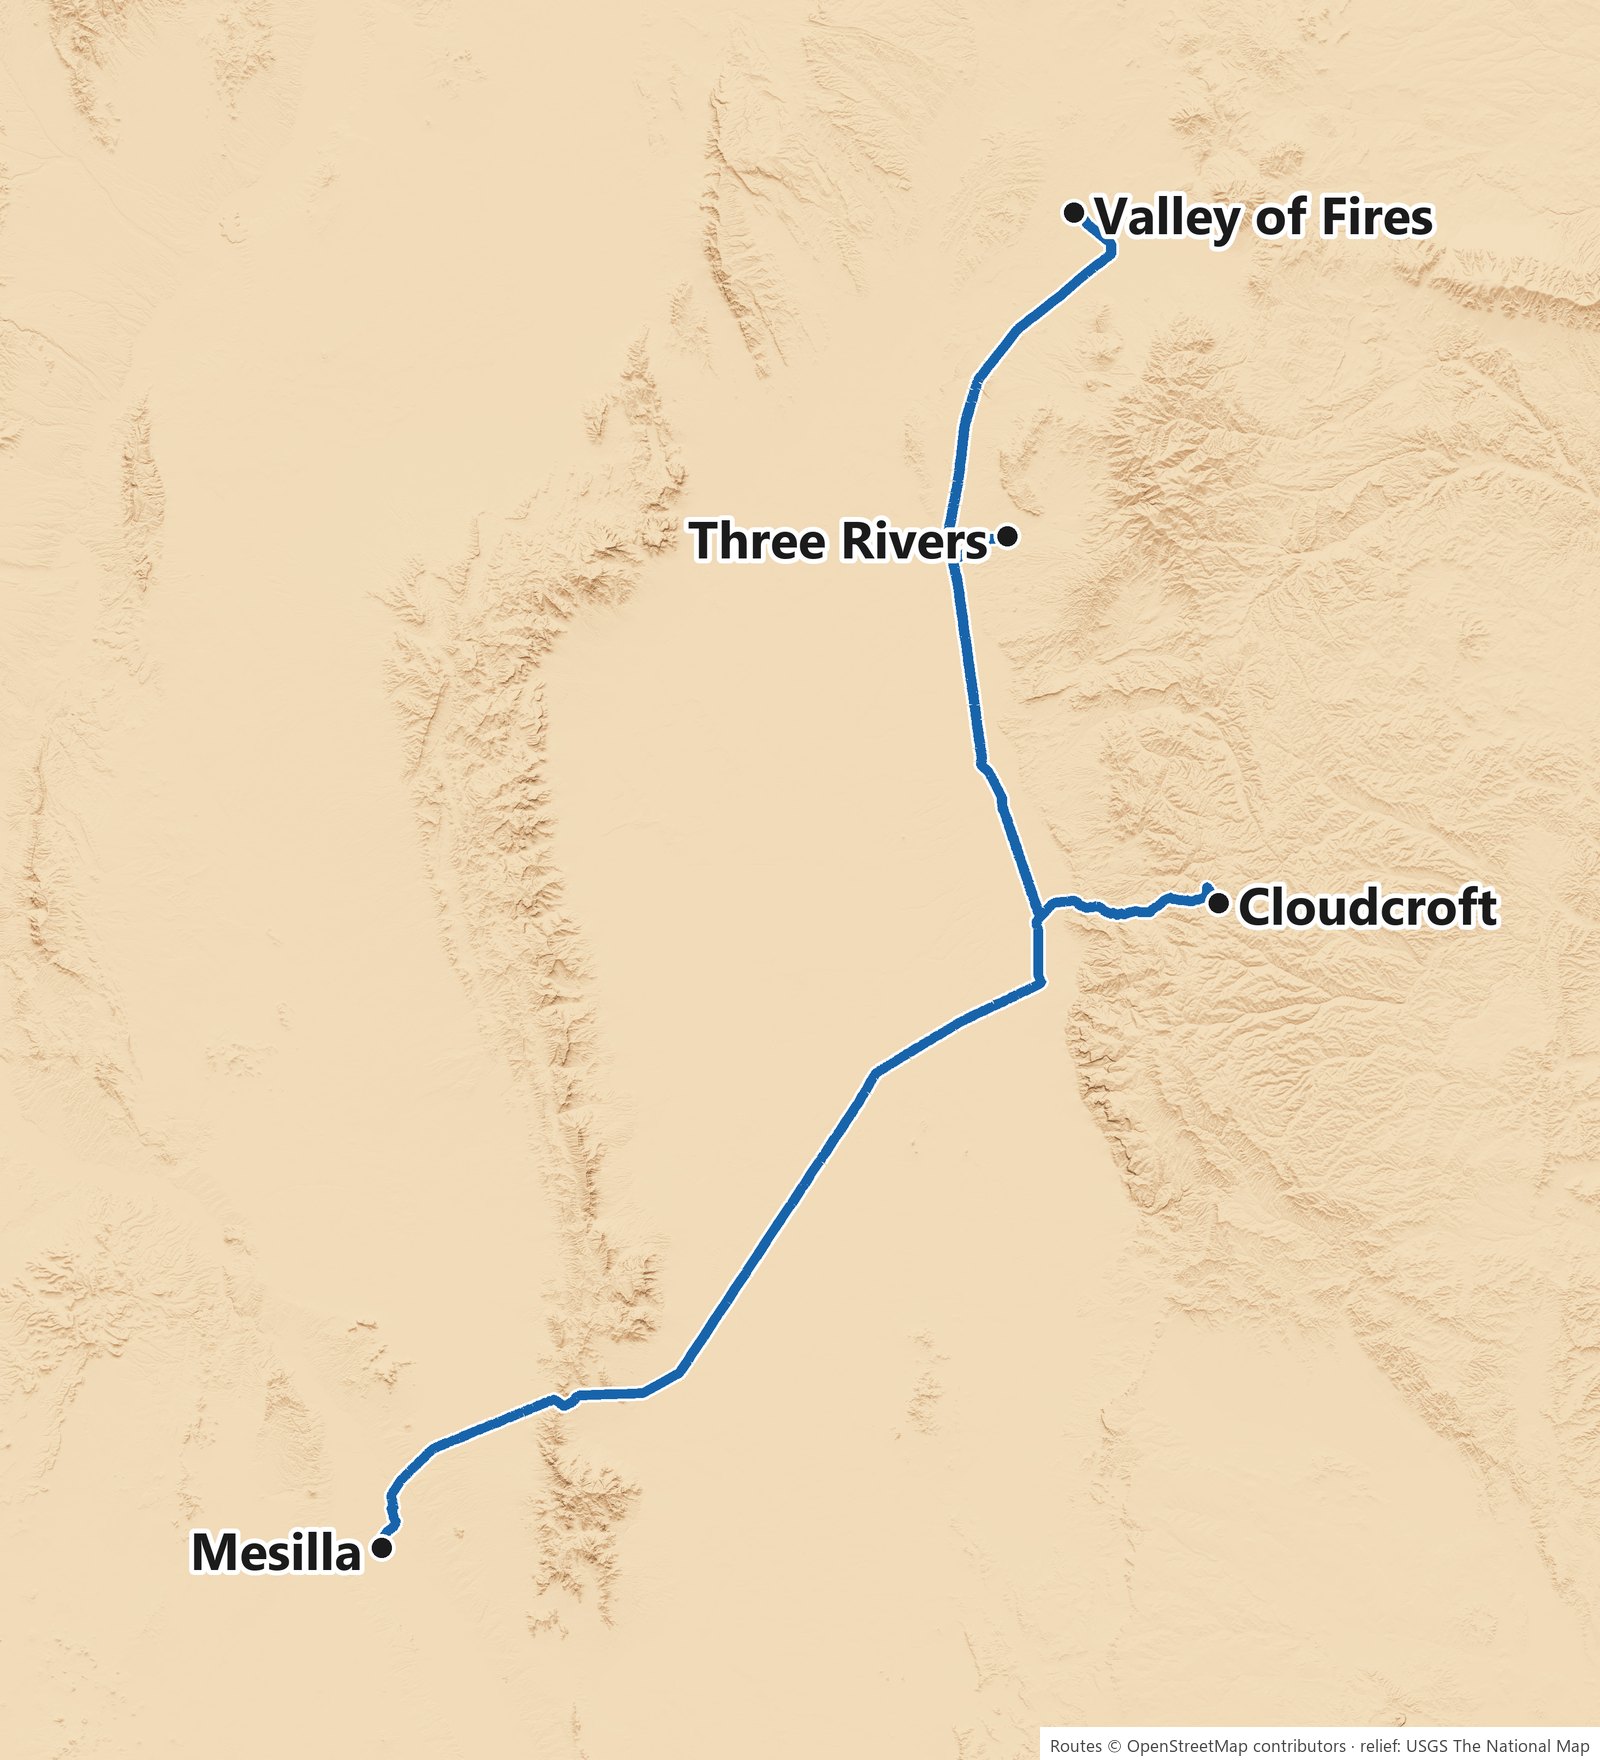 Valley of Fires
Three Rivers
Cloudcroft
Mesilla
Routes © OpenStreetMap contributors · relief: USGS The National Map